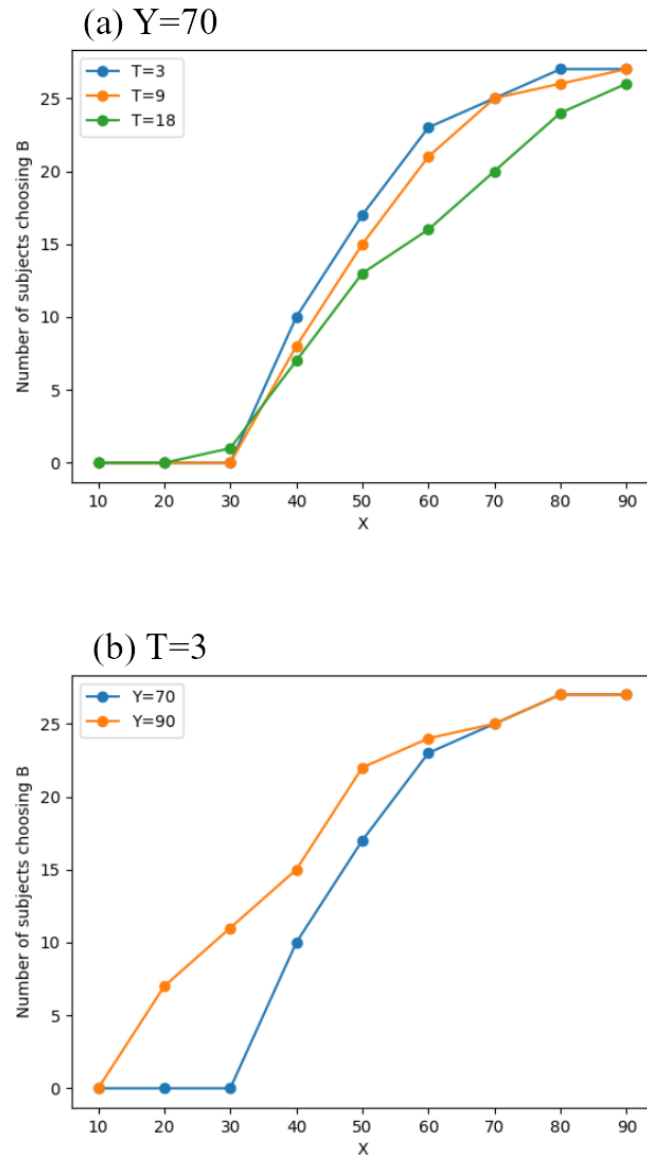 (a) Y=70
T=3
T=9
T=18
Number of subjects choosing B
25
20
15
10
5
0
10 20 30 40 50 60 70 80 90
X
(b) T=3
Y=70
Y=90
Number of subjects choosing B
25
20
15
10
5
0
10 20 30 40 50 60 70 80 90
X